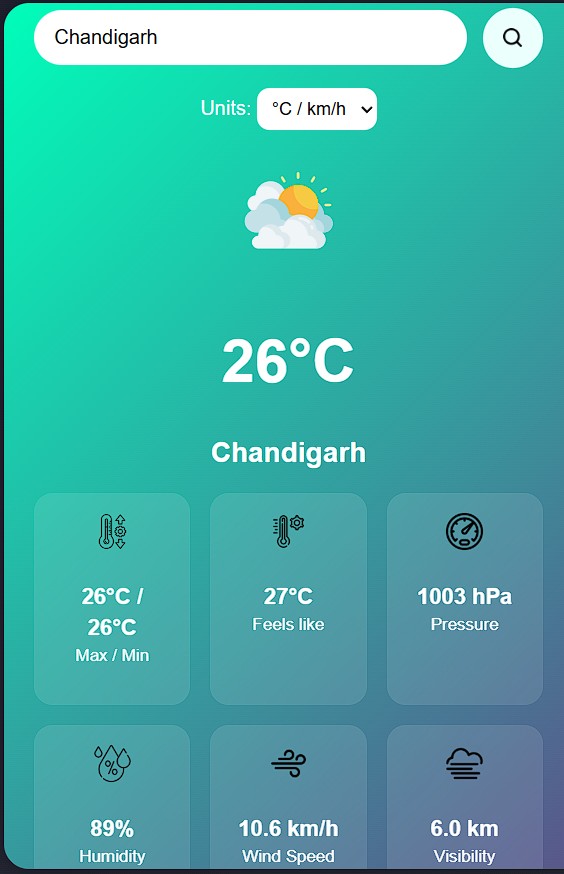 Chandigarh
Units: °C / km/h
26°C
Chandigarh
26°C /
26°C
Max / Min
27°C
Feels like
1003 hPa
Pressure
%
89%
Humidity
10.6 km/h
Wind Speed
6.0 km
Visibility